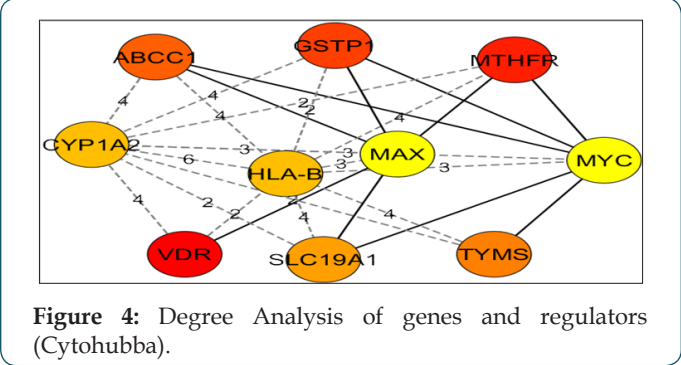 ABCC1
GSTP1
MTHFR
4
4
4
2
2
4
CYP1A2
6
3
HLA-B
3
3
MAX
3
MYC
4
2
2
2
4
4
VDR
SLC19A1
TYMS
Figure 4: Degree Analysis of genes and regulators
(Cytohubba).